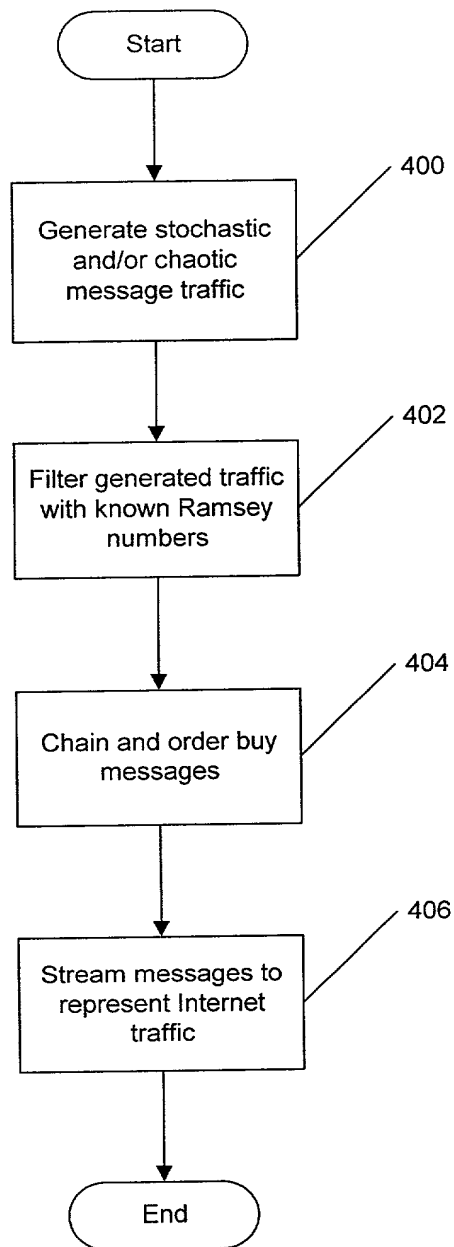 Start
400
Generate stochastic
and/or chaotic
message traffic
402
Filter generated traffic
with known Ramsey
numbers
404
Chain and order buy
messages
406
Stream messages to
represent Internet
traffic
End